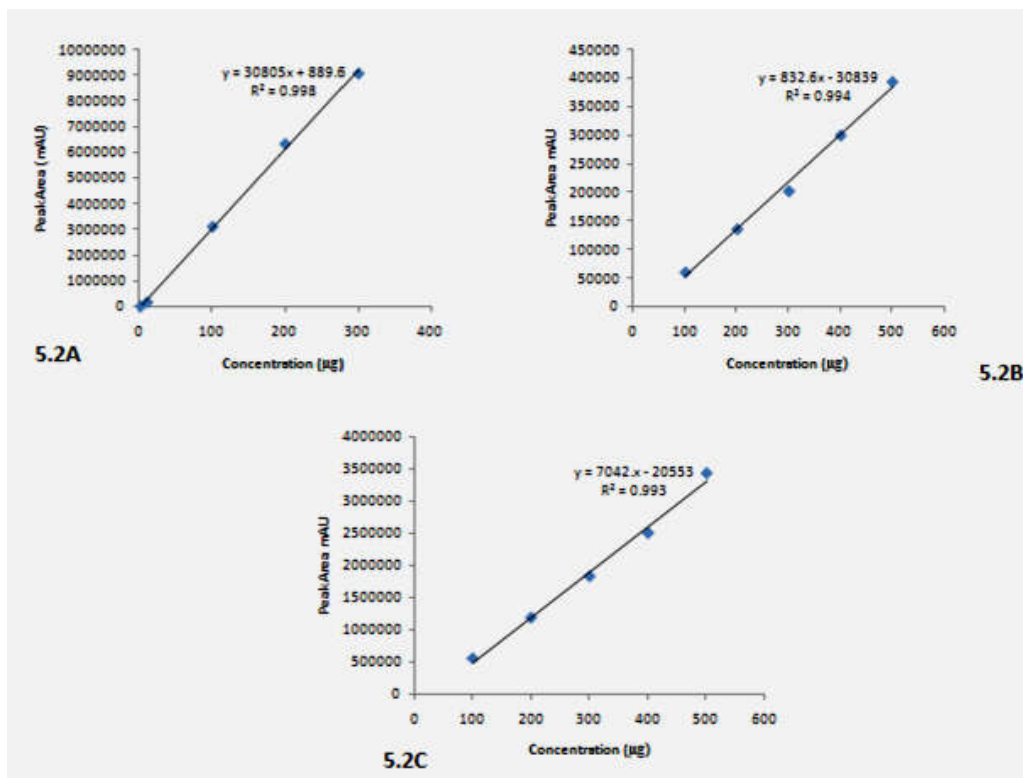 10000000
9000000
8000000
7000000
6000000
5000000
4000000
3000000
2000000
1000000
0
y = 30805x + 889.6
R² = 0.998
PeakArea (mAU)
0 100 200 300 400
Concentration (µg)
5.2A
450000
400000
350000
300000
250000
200000
150000
100000
50000
0
y = 832.6x - 30839
R² = 0.994
PeakArea mAU
0 100 200 300 400 500 600
Concentration (µg)
5.2B
4000000
3500000
3000000
2500000
2000000
1500000
1000000
500000
0
y = 7042.x - 20553
R² = 0.993
PeakArea mAU
0 100 200 300 400 500 600
Concentration (µg)
5.2C